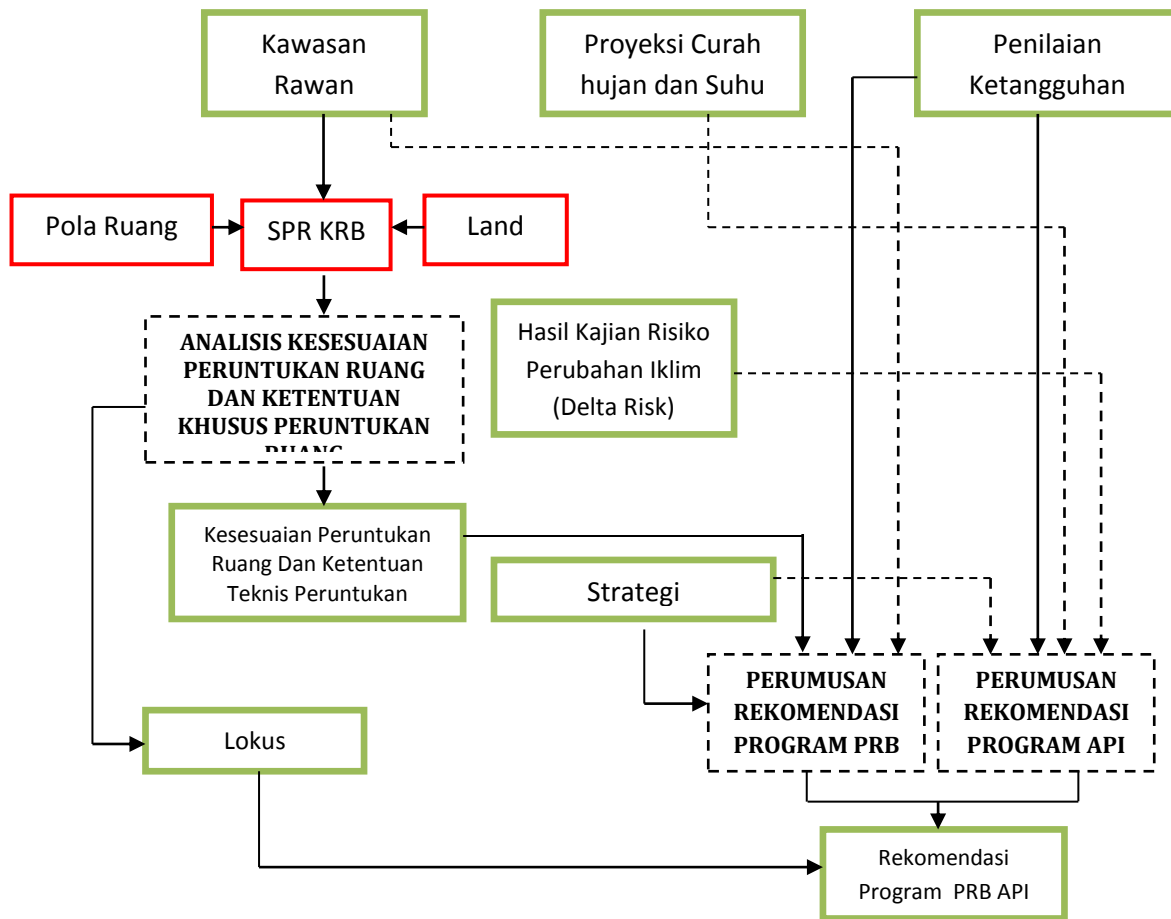 Kawasan
Rawan
Proyeksi Curah
hujan dan Suhu
Penilaian
Ketangguhan
Pola Ruang
SPR KRB
Land
ANALISIS KESESUAIAN
PERUNTUKAN RUANG
DAN KETENTUAN
KHUSUS PERUNTUKAN
RUANG
Hasil Kajian Risiko
Perubahan Iklim
(Delta Risk)
Kesesuaian Peruntukan
Ruang Dan Ketentuan
Teknis Peruntukan
Strategi
PERUMUSAN
REKOMENDASI
PROGRAM PRB
PERUMUSAN
REKOMENDASI
PROGRAM API
Lokus
Rekomendasi
Program PRB API